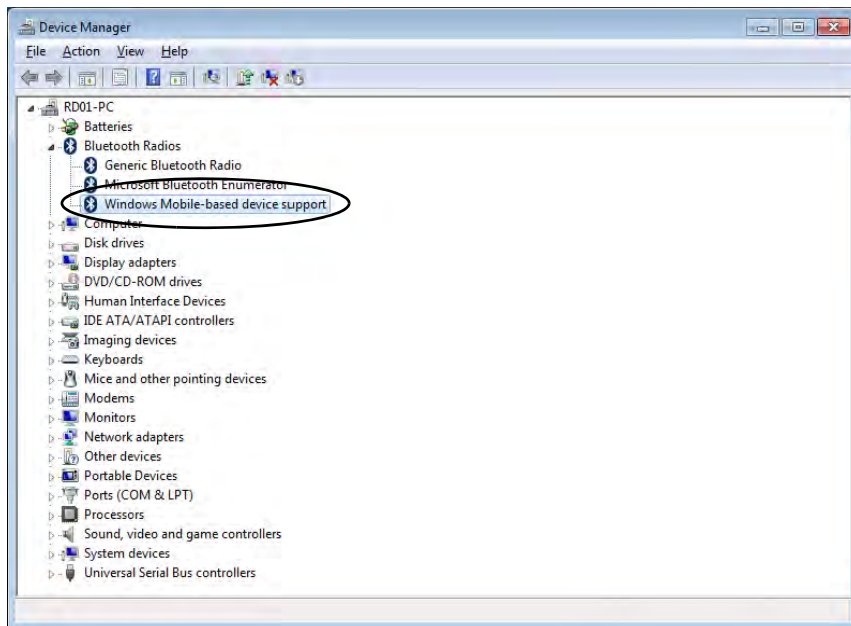 Device Manager
File Action View Help
RD01-PC
Batteries
Bluetooth Radios
Generic Bluetooth Radio
Microsoft Bluetooth Enumerator
Windows Mobile-based device support
Computer
Disk drives
Display adapters
DVD/CD-ROM drives
Human Interface Devices
IDE ATA/ATAPI controllers
Imaging devices
Keyboards
Mice and other pointing devices
Modems
Monitors
Network adapters
Other devices
Portable Devices
Ports (COM & LPT)
Processors
Sound, video and game controllers
System devices
Universal Serial Bus controllers